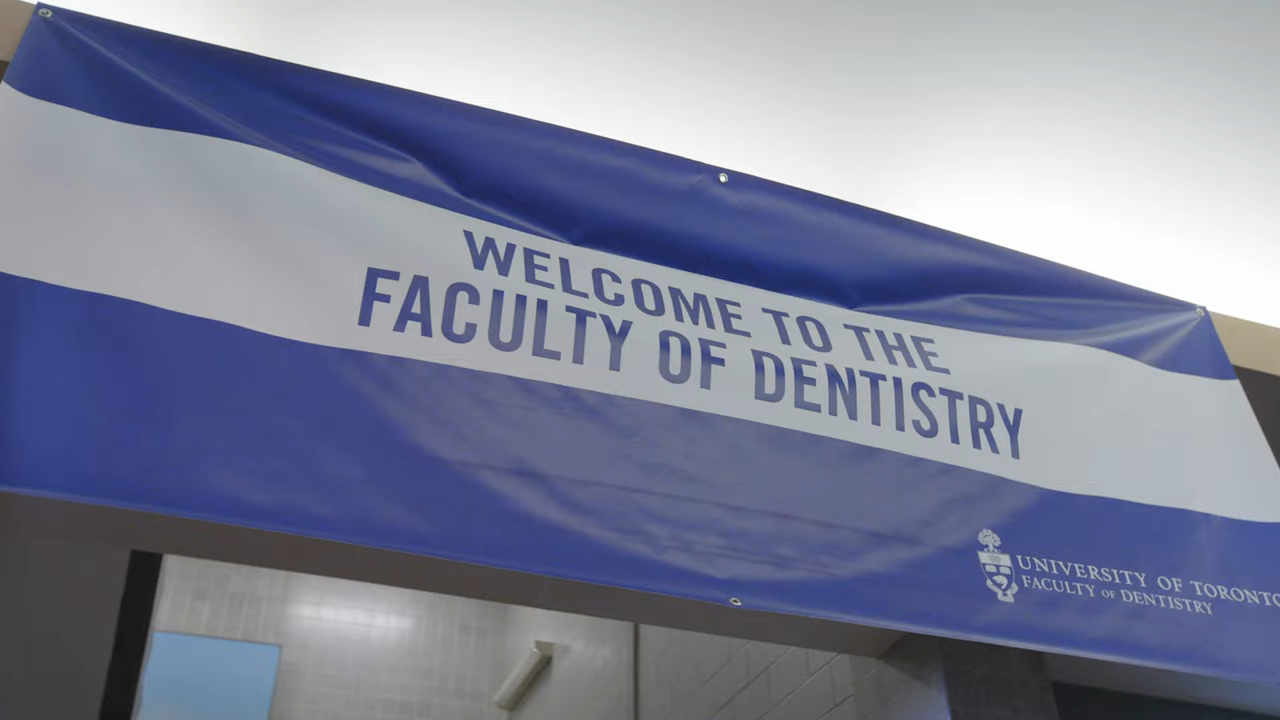 WELCOME TO THE
FACULTY OF DENTISTRY
UNIVERSITY OF TORONTO
FACULTY OF DENTISTRY